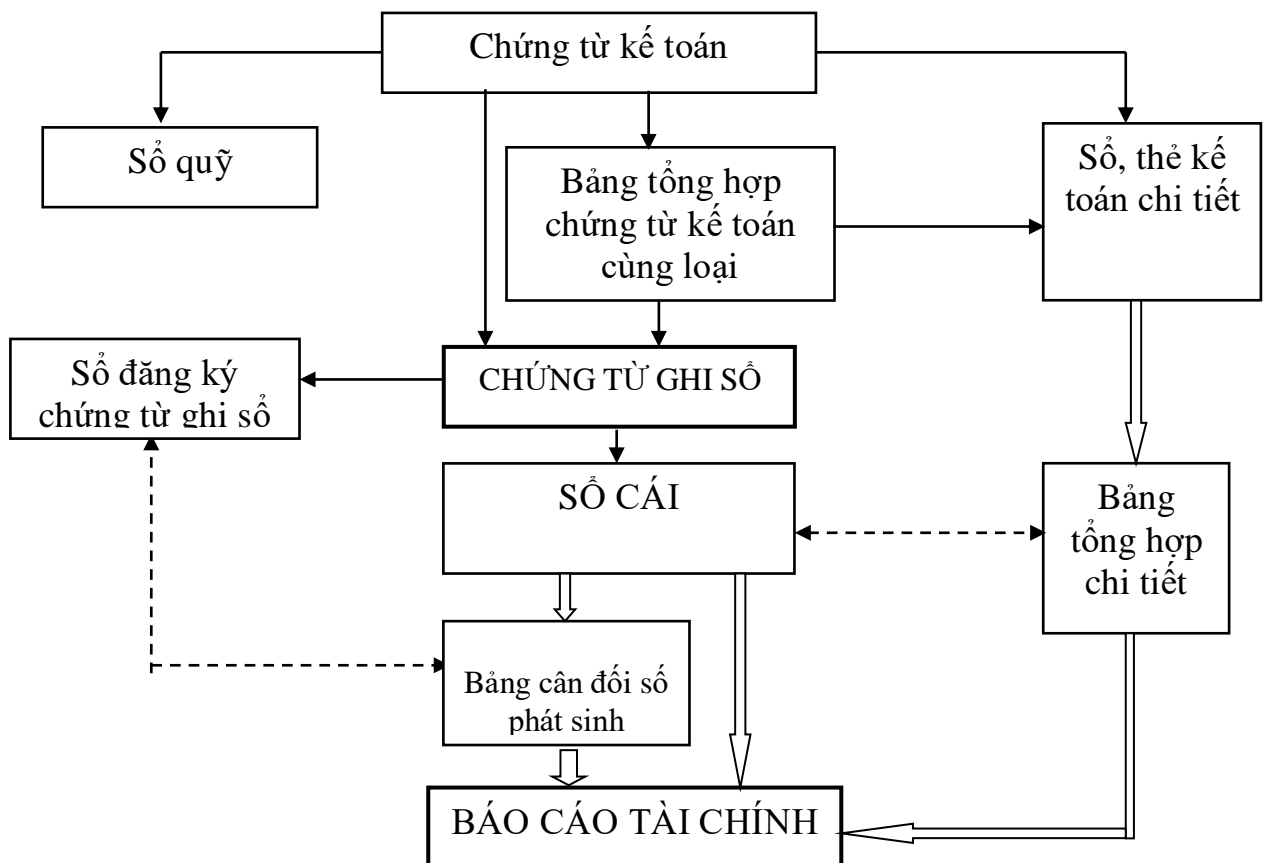 Chứng từ kế toán
Sổ quỹ
Bảng tổng hợp
chứng từ kế toán
cùng loại
Sổ, thẻ kế
toán chi tiết
Sổ đăng ký
chứng từ ghi sổ
CHỨNG TỪ GHI SỔ
SỔ CÁI
Bảng
tổng hợp
chi tiết
Bảng cân đối số
phát sinh
BÁO CÁO TÀI CHÍNH